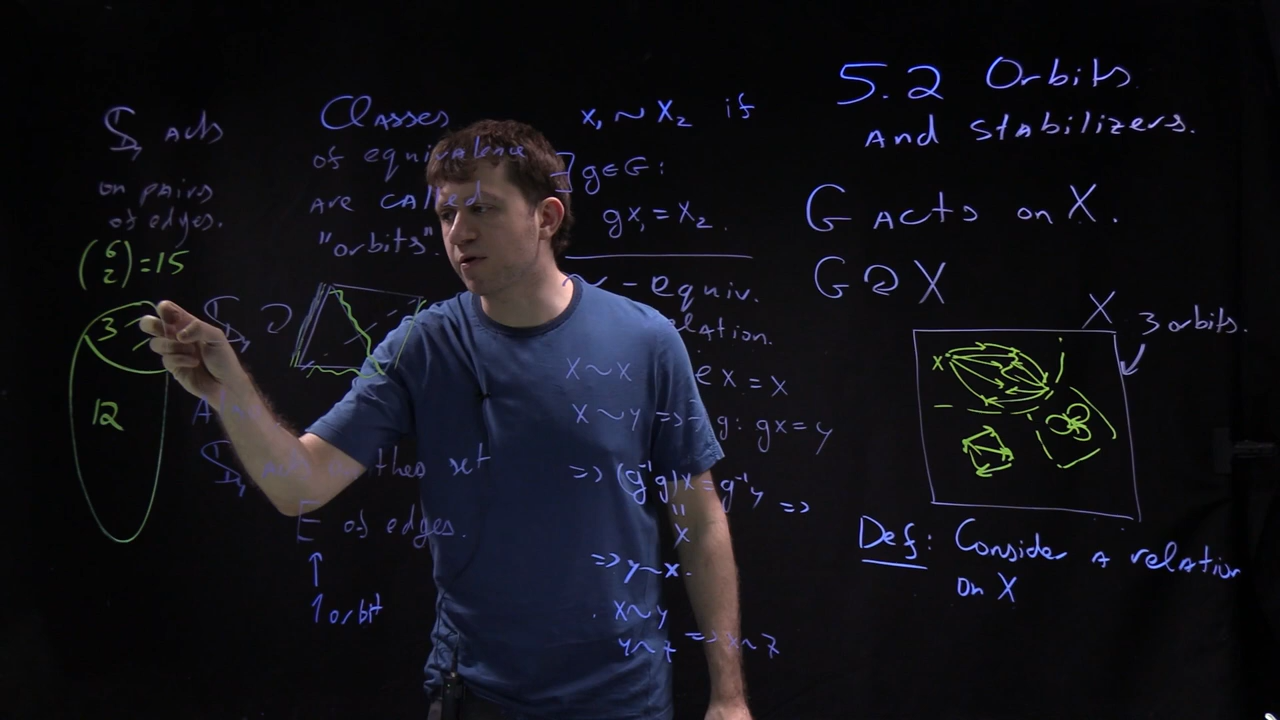 5.2 Orbits
and stabilizers.
G acts on X.
G ↻ X
X
3 orbits.
x
Def: Consider a relation
on X
x₁ ~ x₂ if
∃ g∈G:
gx₁ = x₂.
~ - equiv.
relation.
x~x ex = x
x~y => ∃ g: gx=y
=> (g⁻¹g)x = g⁻¹y =>
"
x
=> y~x.
x~y
y~z => x~z
Classes
of equivalence
are called
"orbits".
S₄ ↻
S₄ acts on the set
E of edges.
↑
1 orbit
S₄ acts
on pairs
of edges.
(6 2) = 15
3
12